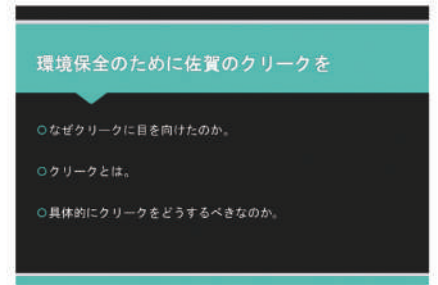 環境保全のために佐賀のクリークを
○なぜクリークに目を向けたのか。
○クリークとは。
○具体的にクリークをどうするべきなのか。